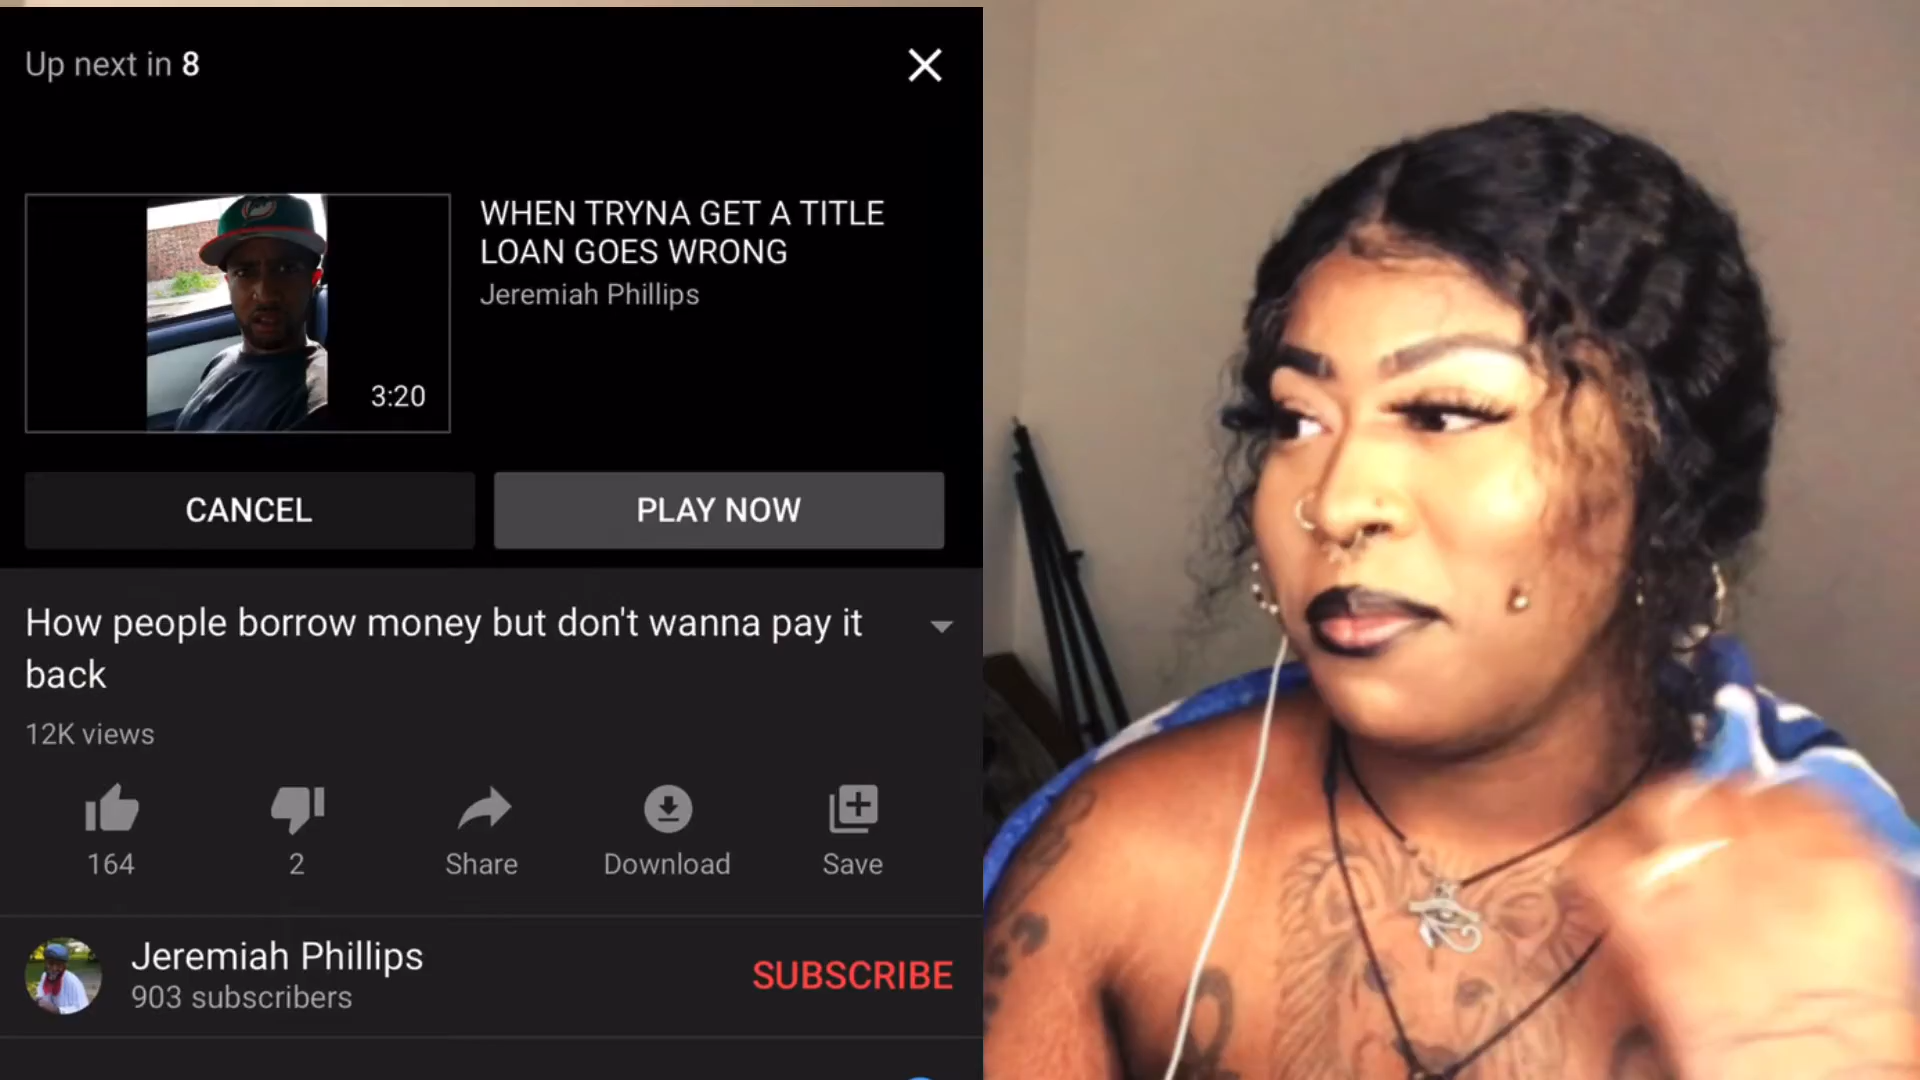 Up next in 8
WHEN TRYNA GET A TITLE
LOAN GOES WRONG
Jeremiah Phillips
3:20
CANCEL
PLAY NOW
How people borrow money but don't wanna pay it
back
12K views
164
2
Share
Download
Save
Jeremiah Phillips
903 subscribers
SUBSCRIBE